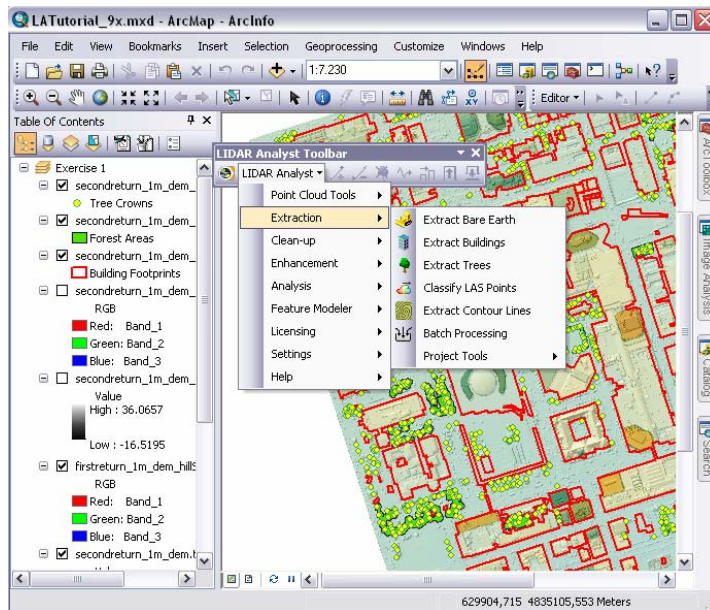 LATutorial_9x.mxd - ArcMap - ArcInfo
File Edit View Bookmarks Insert Selection Geoprocessing Customize Windows Help
1:7.230
Editor
Table Of Contents
Exercise 1
secondreturn_1m_dem_
Tree Crowns
secondreturn_1m_dem_
Forest Areas
secondreturn_1m_dem_
Building Footprints
secondreturn_1m_dem_
RGB
Red: Band_1
Green: Band_2
Blue: Band_3
secondreturn_1m_dem_
Value
High : 36.0657
Low : -16.5195
firstreturn_1m_dem_hills
RGB
Red: Band_1
Green: Band_2
Blue: Band_3
secondreturn_1m_dem.t
LIDAR Analyst Toolbar
LIDAR Analyst
Point Cloud Tools
Extraction
Clean-up
Enhancement
Analysis
Feature Modeler
Licensing
Settings
Help
Extract Bare Earth
Extract Buildings
Extract Trees
Classify LAS Points
Extract Contour Lines
Batch Processing
Project Tools
ArcToolbox
Image Analysis
Catalog
Search
629904,715 4835105,553 Meters